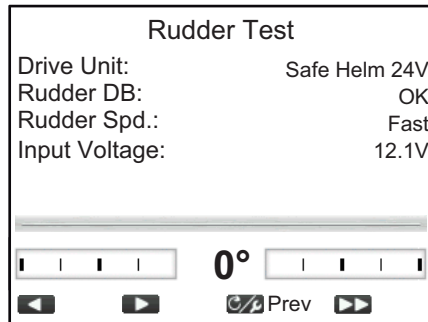 Rudder Test
Drive Unit: Safe Helm 24V
Rudder DB: OK
Rudder Spd.: Fast
Input Voltage: 12.1V
0°
Prev